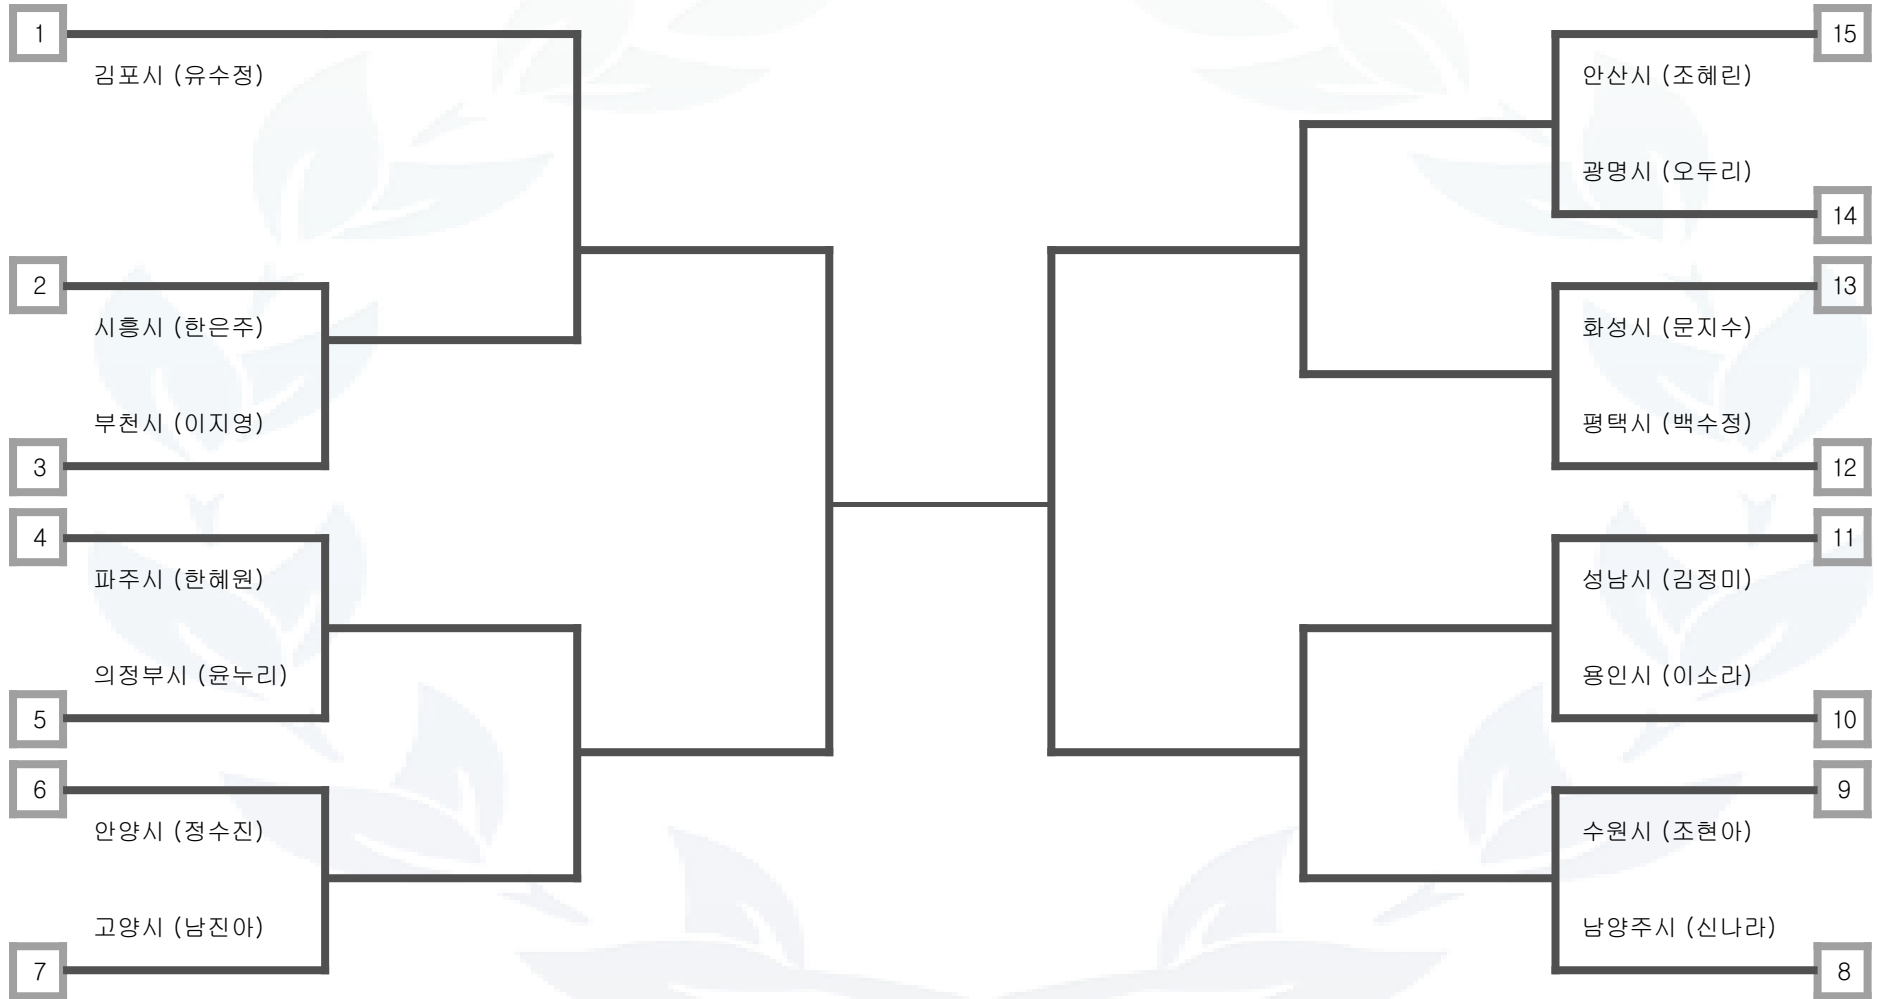 1
김포시 (유수정)
2
시흥시 (한은주)
부천시 (이지영)
3
4
파주시 (한혜원)
의정부시 (윤누리)
5
6
안양시 (정수진)
고양시 (남진아)
7
15
안산시 (조혜린)
광명시 (오두리)
14
13
화성시 (문지수)
평택시 (백수정)
12
11
성남시 (김정미)
용인시 (이소라)
10
9
수원시 (조현아)
남양주시 (신나라)
8